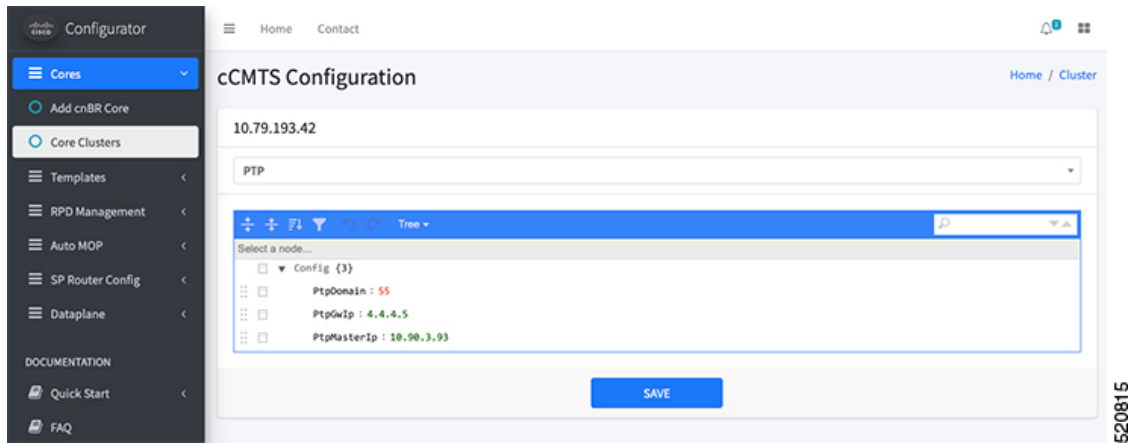 CISCO Configurator
Home Contact
1
Cores
cCMTS Configuration
Home / Cluster
Add cnBR Core
Core Clusters
Templates
RPD Management
Auto MOP
SP Router Config
Dataplane
DOCUMENTATION
Quick Start
FAQ
10.79.193.42
PTP
Tree
Select a node...
Config {3}
PtpDomain : 55
PtpGwIp : 4.4.4.5
PtpMasterIp : 10.90.3.93
SAVE
520815